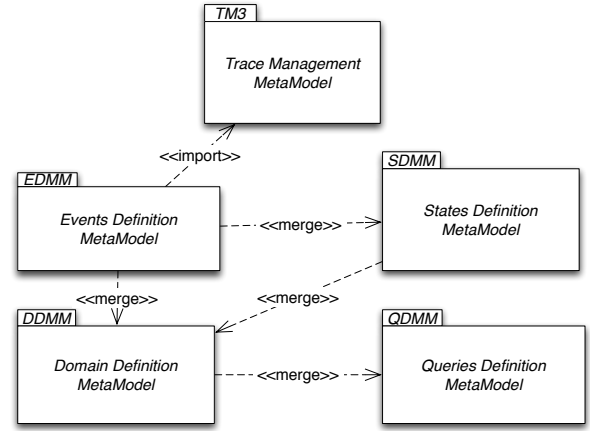 TM3
Trace Management
MetaModel
<<import>>
EDMM
Events Definition
MetaModel
<<merge>>
SDMM
States Definition
MetaModel
<<merge>>
<<merge>>
DDMM
Domain Definition
MetaModel
<<merge>>
QDMM
Queries Definition
MetaModel